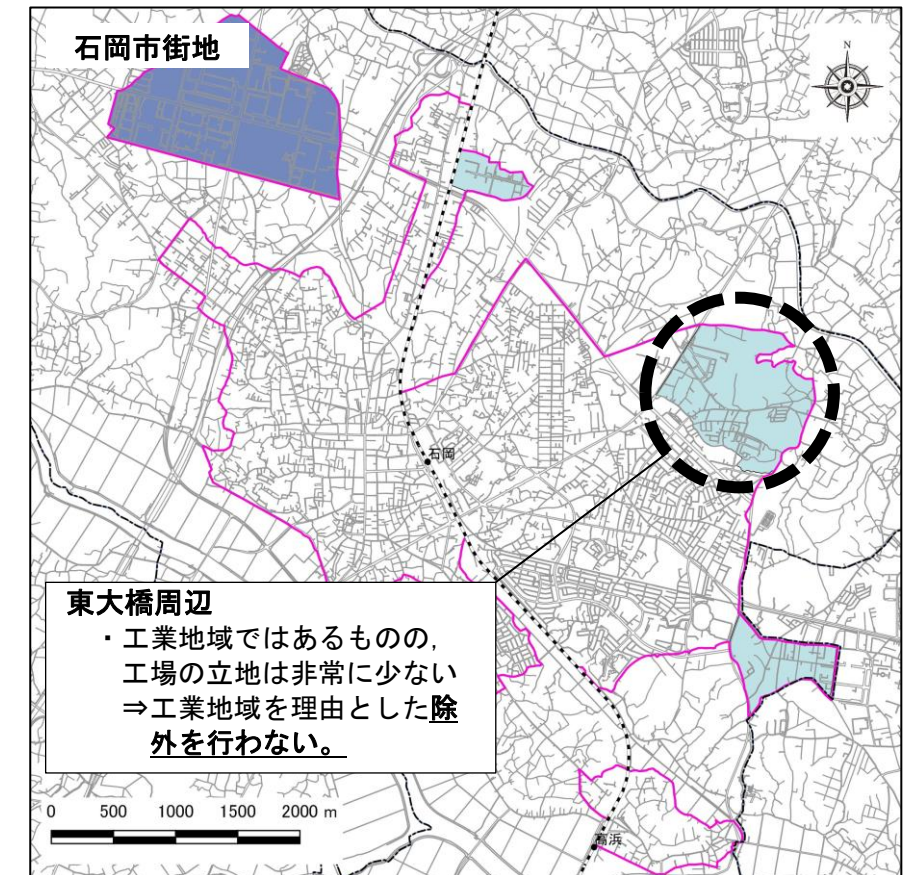 石岡市街地
N
石岡
東大橋周辺
・工業地域ではあるものの,
工場の立地は非常に少ない
⇒工業地域を理由とした除
外を行わない。
0 500 1000 1500 2000 m
高浜